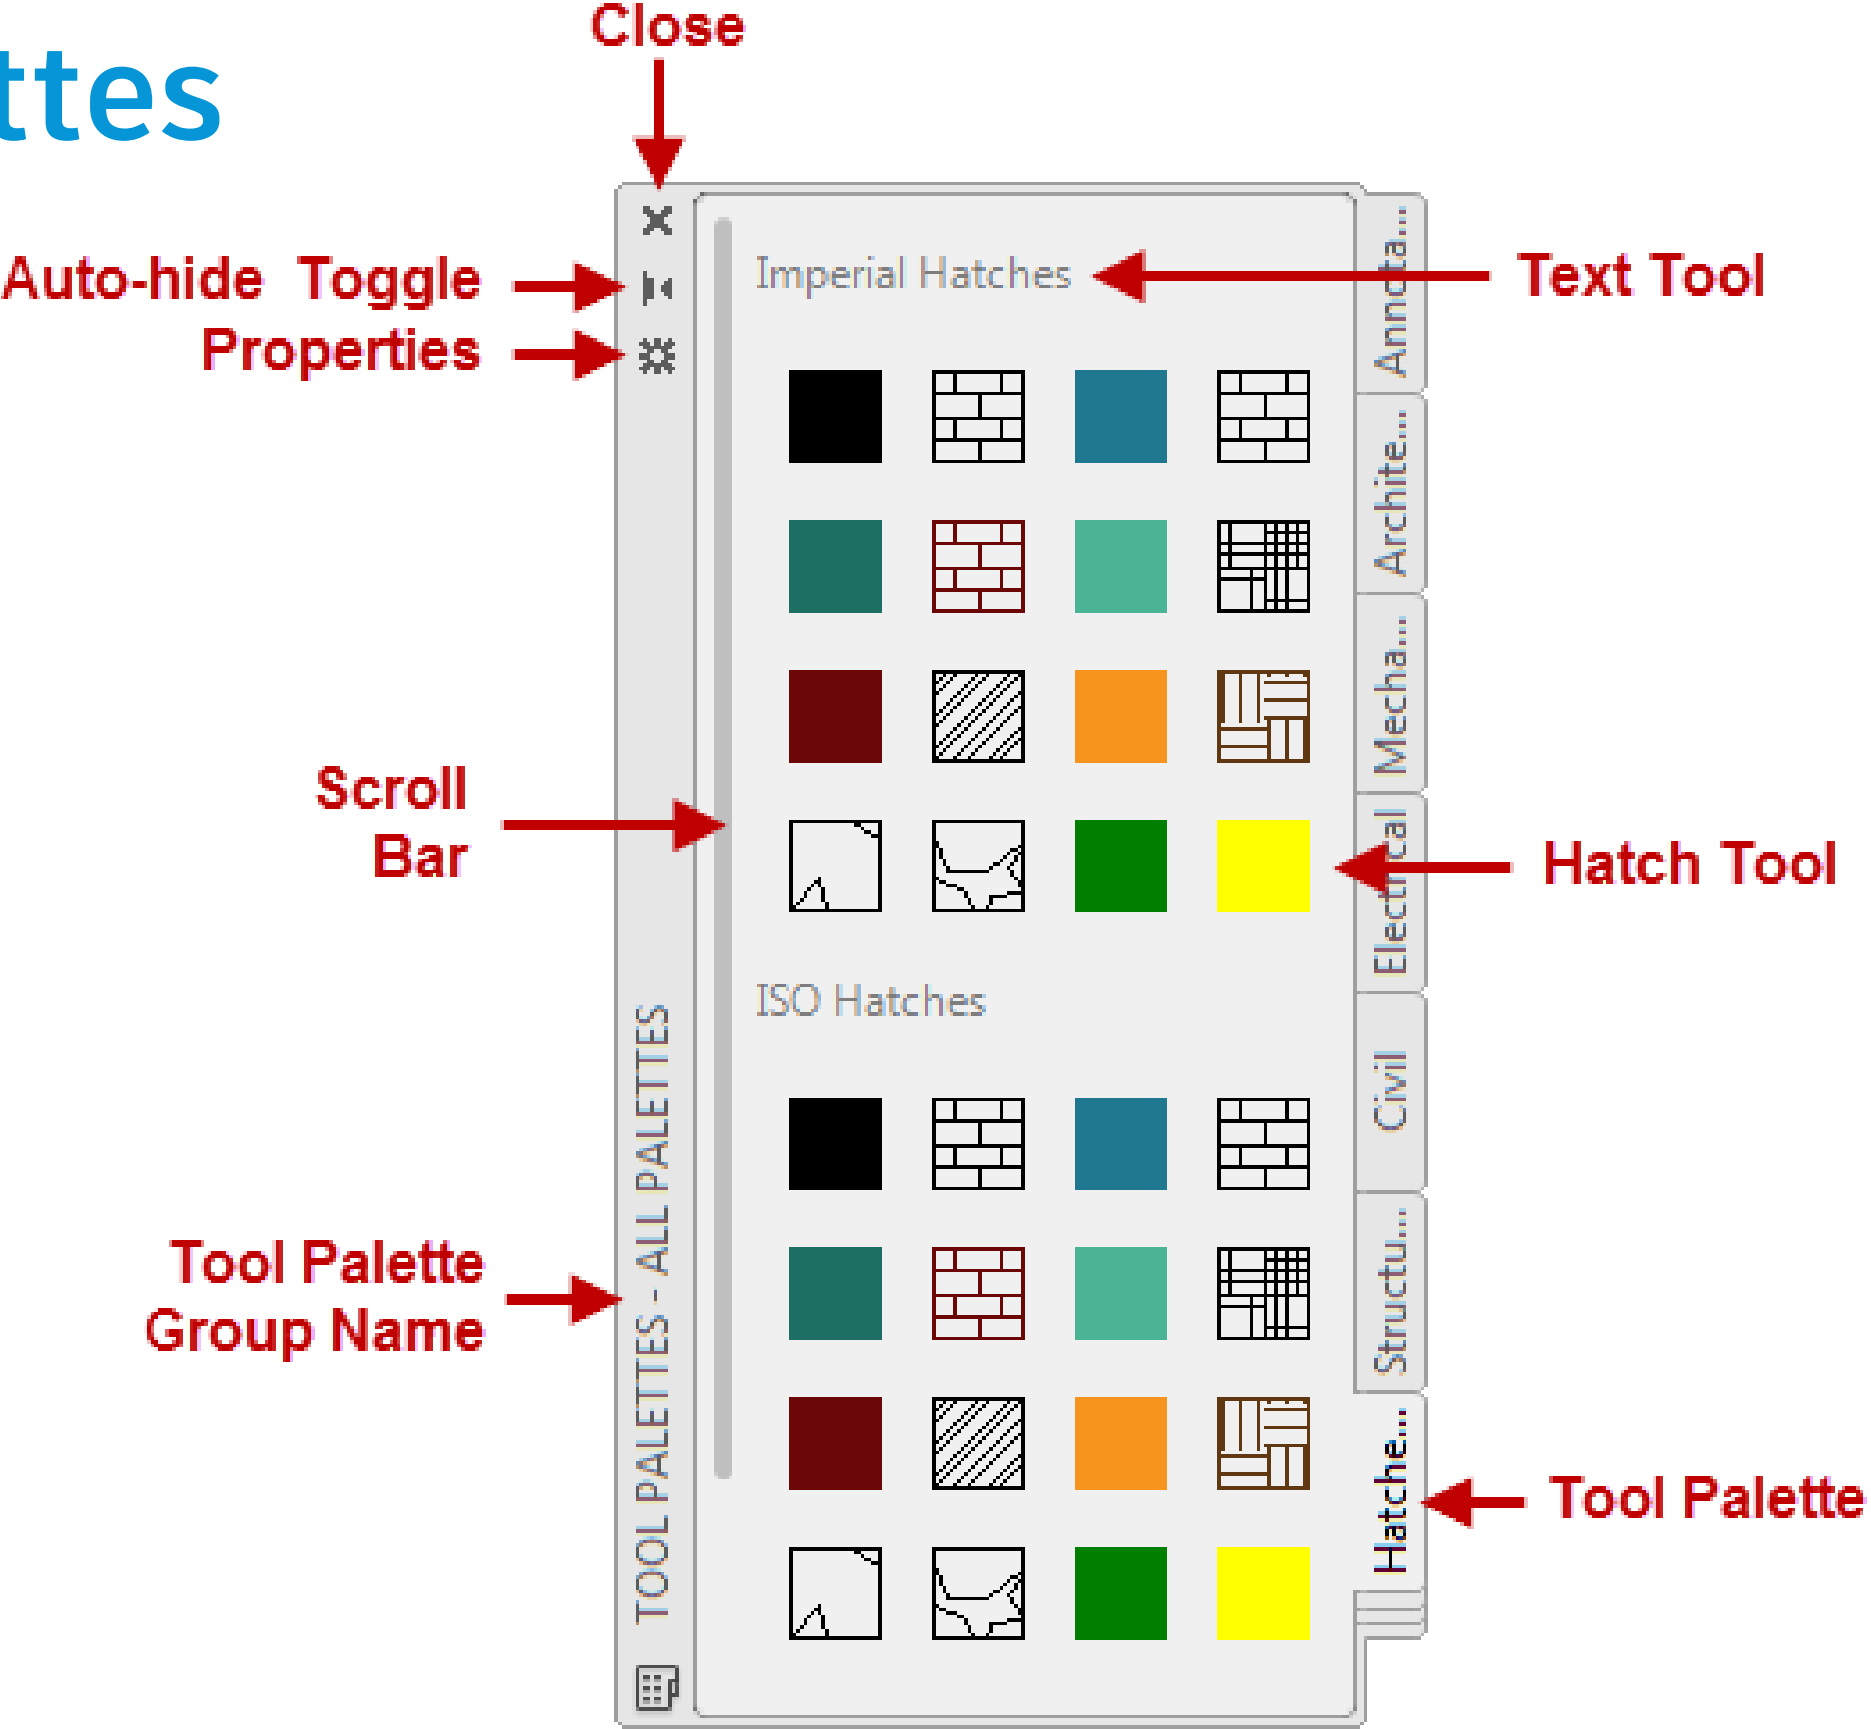 ttes
Close
Auto-hide Toggle
Properties
Imperial Hatches
Text Tool
Scroll
Bar
Hatch Tool
ISO Hatches
Tool Palette
Group Name
Tool Palette
TOOL PALETTES - ALL PALETTES
Annota...
Archite...
Mecha...
Electrical
Civil
Structu...
Hatche...